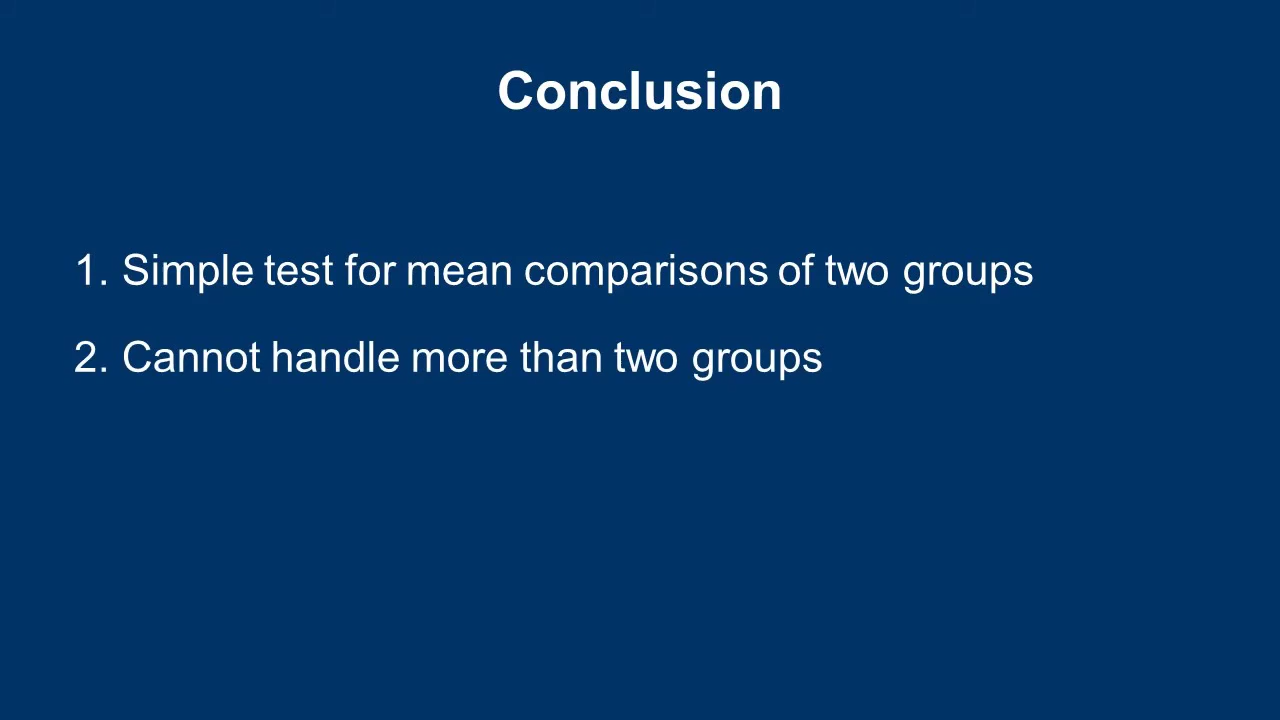 Conclusion
1. Simple test for mean comparisons of two groups
2. Cannot handle more than two groups